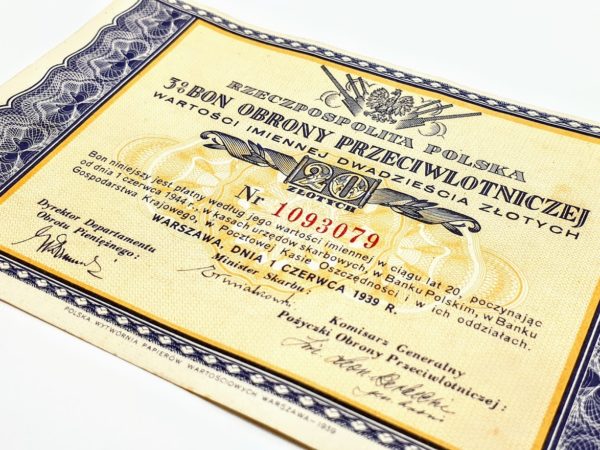 RZECZPOSPOLITA POLSKA
3% BON OBRONY PRZECIWLOTNICZEJ
WARTOŚCI IMIENNEJ DWADZIEŚCIA ZŁOTYCH
20
ZŁOTYCH
Nr 1093079
Bon niniejszy jest płatny według jego wartości imiennej w ciągu lat 20, poczynając
od dnia 1 czerwca 1944 r. w kasach urzędów skarbowych, w Banku Polskim, w Banku
Gospodarstwa Krajowego, w Pocztowej Kasie Oszczędności i w ich oddziałach.
WARSZAWA, DNIA 1 CZERWCA 1939 R.
Dyrektor Departamentu
Obrotu Pieniężnego:
Minister Skarbu:
Komisarz Generalny
Pożyczki Obrony Przeciwlotniczej:
POLSKA WYTWÓRNIA PAPIERÓW WARTOŚCIOWYCH WARSZAWA-1939